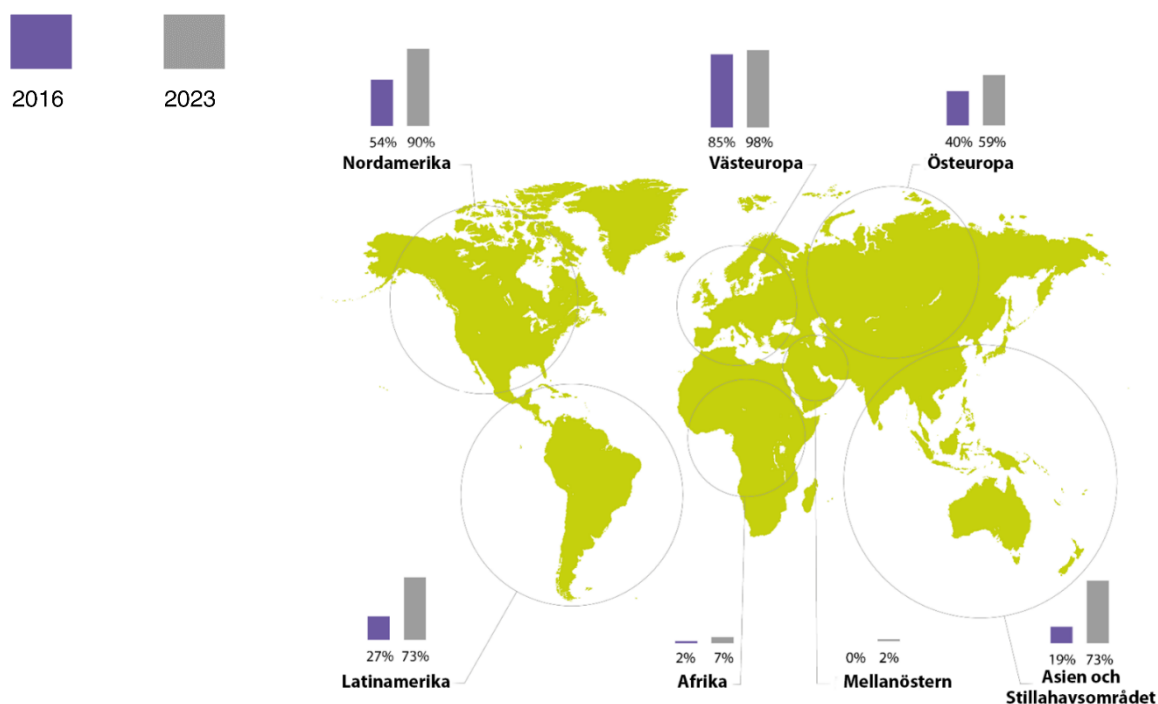 2016 2023
54% 90%
Nordamerika
85% 98%
Västeuropa
40% 59%
Östeuropa
27% 73%
Latinamerika
2% 7%
Afrika
0% 2%
Mellanöstern
19% 73%
Asien och
Stillahavsområdet